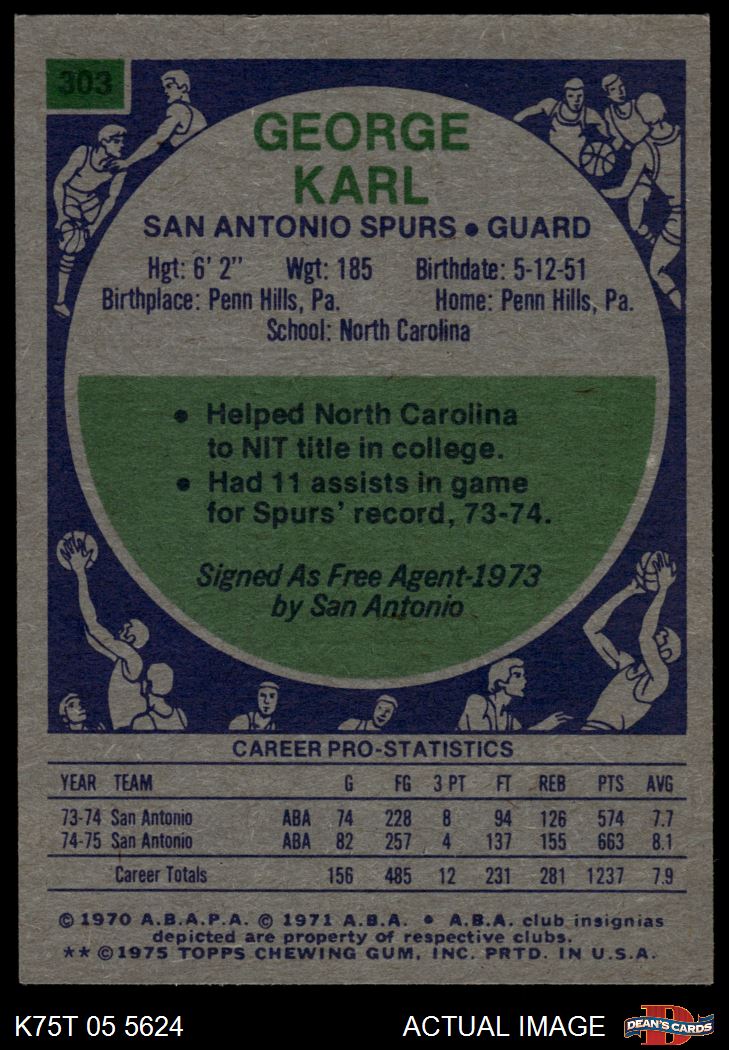 303
GEORGE
KARL
SAN ANTONIO SPURS • GUARD
Hgt: 6' 2" Wgt: 185 Birthdate: 5-12-51
Birthplace: Penn Hills, Pa. Home: Penn Hills, Pa.
School: North Carolina
• Helped North Carolina
to NIT title in college.
• Had 11 assists in game
for Spurs' record, 73-74.
Signed As Free Agent-1973
by San Antonio
CAREER PRO-STATISTICS
YEAR TEAM G FG 3 PT FT REB PTS AVG
73-74 San Antonio ABA 74 228 8 94 126 574 7.7
74-75 San Antonio ABA 82 257 4 137 155 663 8.1
Career Totals 156 485 12 231 281 1237 7.9
© 1970 A.B.A.P.A. © 1971 A.B.A. • A.B.A. club insignias
depicted are property of respective clubs.
** © 1975 TOPPS CHEWING GUM, INC. PRTD. IN U.S.A.
K75T 05 5624 ACTUAL IMAGE D DEAN'S CARDS